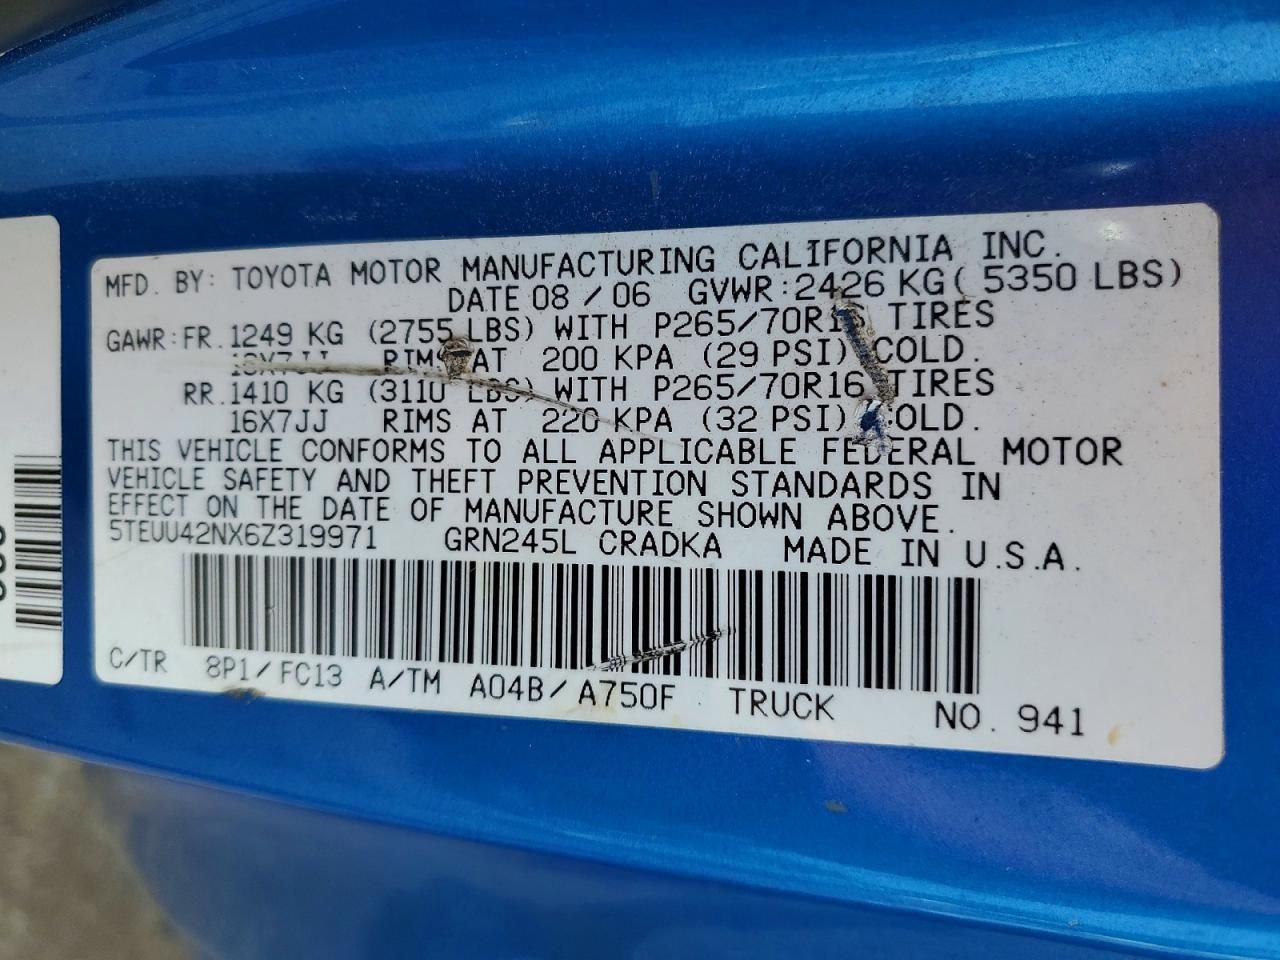 MFD. BY: TOYOTA MOTOR MANUFACTURING CALIFORNIA INC.
DATE 08 / 06 GVWR:2426 KG( 5350 LBS)
GAWR:FR.1249 KG (2755 LBS) WITH P265/70R16 TIRES
16X7JJ RIMS AT 200 KPA (29 PSI) COLD.
RR.1410 KG (3110 LBS) WITH P265/70R16 TIRES
16X7JJ RIMS AT 220 KPA (32 PSI) COLD.
THIS VEHICLE CONFORMS TO ALL APPLICABLE FEDERAL MOTOR
VEHICLE SAFETY AND THEFT PREVENTION STANDARDS IN
EFFECT ON THE DATE OF MANUFACTURE SHOWN ABOVE.
5TEUU42NX6Z319971 GRN245L CRADKA MADE IN U.S.A.
C/TR 8P1/FC13 A/TM A04B/A750F TRUCK NO. 941